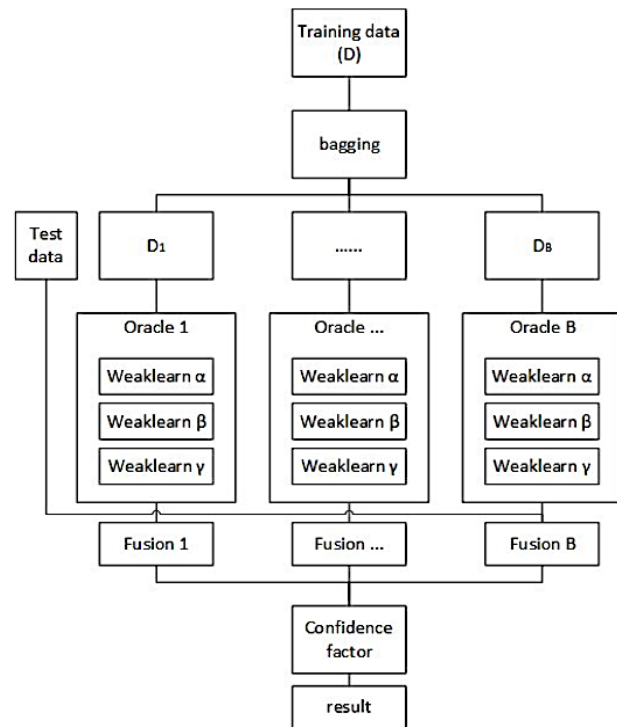 Training data
(D)
bagging
Test
data
D1
......
DB
Oracle 1
Oracle ...
Oracle B
Weaklearn α
Weaklearn α
Weaklearn α
Weaklearn β
Weaklearn β
Weaklearn β
Weaklearn γ
Weaklearn γ
Weaklearn γ
Fusion 1
Fusion ...
Fusion B
Confidence
factor
result